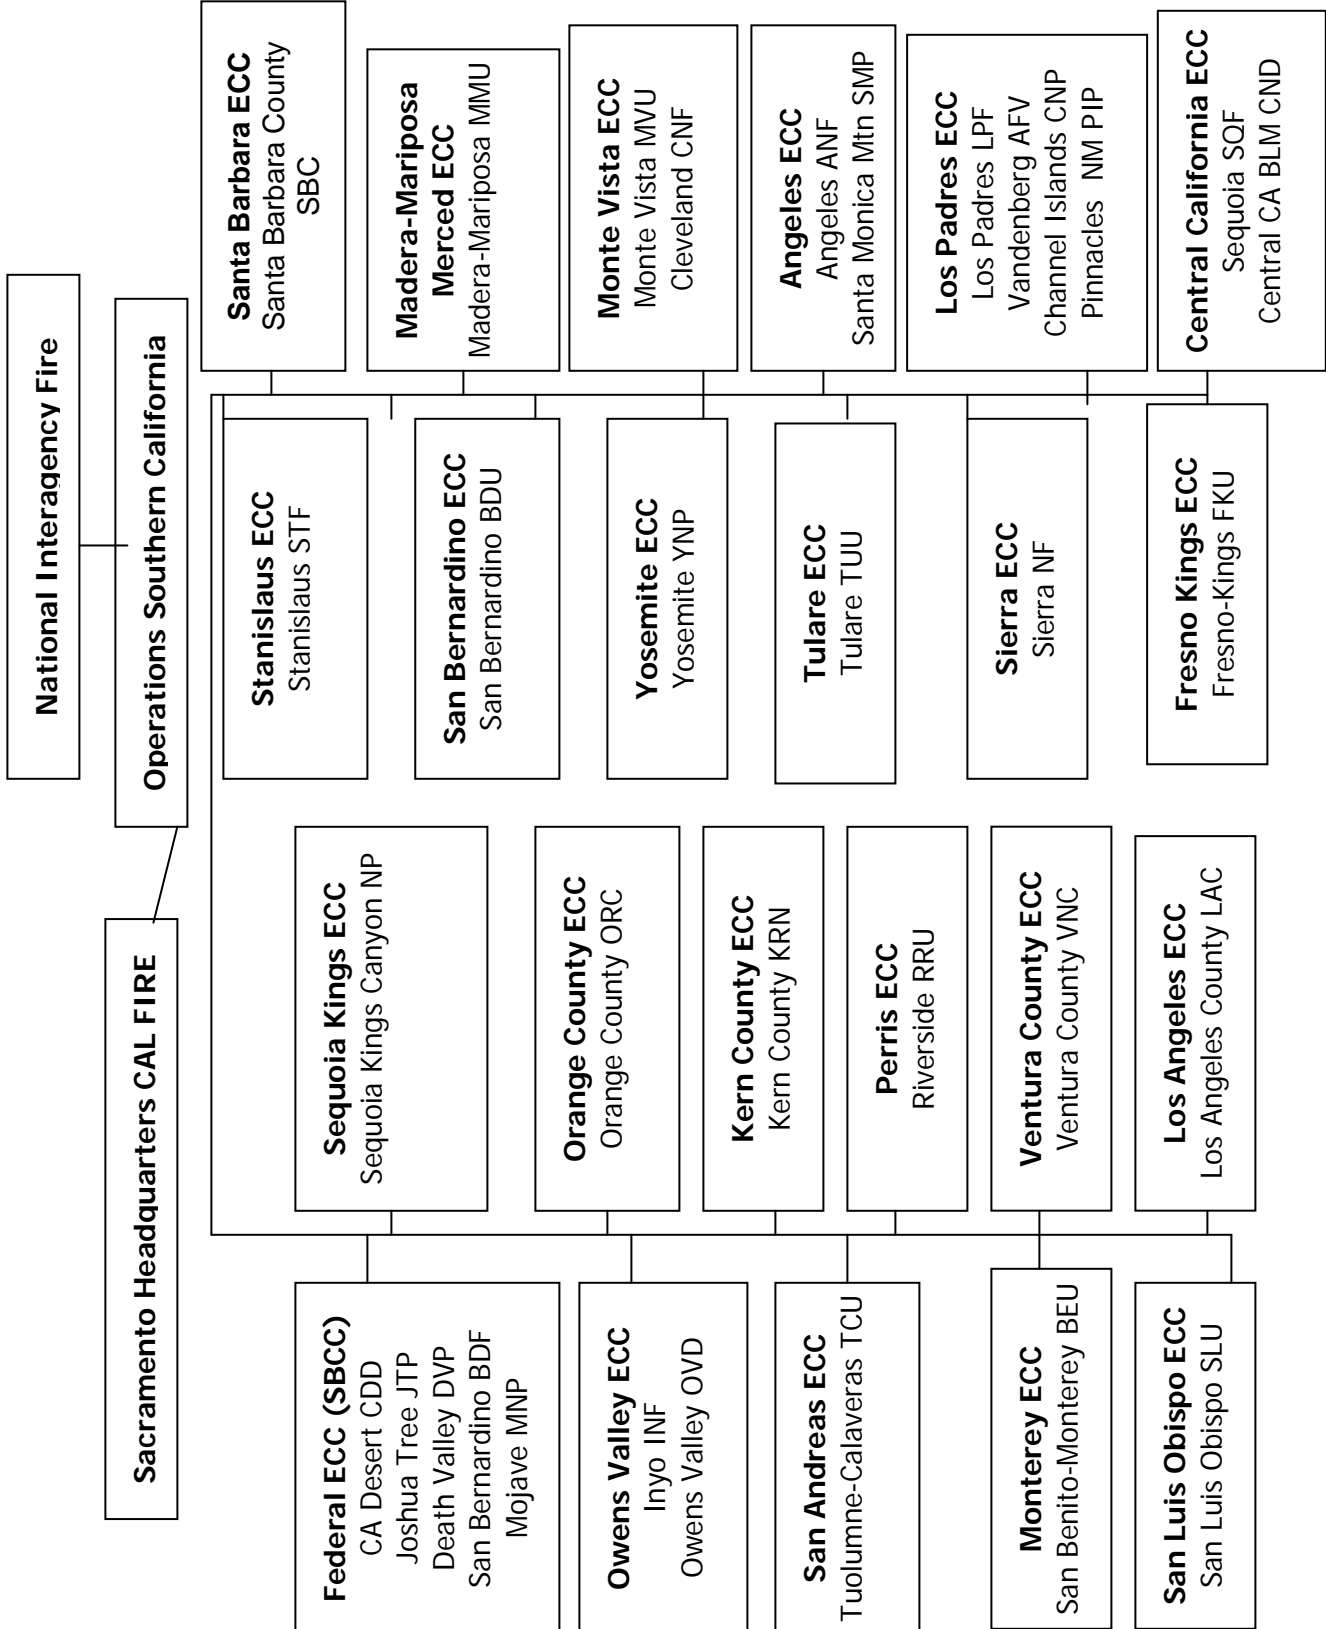 National Interagency Fire
Operations Southern California
Sacramento Headquarters CAL FIRE
Federal ECC (SBCC)
CA Desert CDD
Joshua Tree JTP
Death Valley DVP
San Bernardino BDF
Mojave MNP
Owens Valley ECC
Inyo INF
Owens Valley OVD
San Andreas ECC
Tuolumne-Calaveras TCU
Monterey ECC
San Benito-Monterey BEU
San Luis Obispo ECC
San Luis Obispo SLU
Sequoia Kings ECC
Sequoia Kings Canyon NP
Orange County ECC
Orange County ORC
Kern County ECC
Kern County KRN
Perris ECC
Riverside RRU
Ventura County ECC
Ventura County VNC
Los Angeles ECC
Los Angeles County LAC
Stanislaus ECC
Stanislaus STF
San Bernardino ECC
San Bernardino BDU
Yosemite ECC
Yosemite YNP
Tulare ECC
Tulare TUU
Sierra ECC
Sierra NF
Fresno Kings ECC
Fresno-Kings FKU
Santa Barbara ECC
Santa Barbara County
SBC
Madera-Mariposa
Merced ECC
Madera-Mariposa MMU
Monte Vista ECC
Monte Vista MVU
Cleveland CNF
Angeles ECC
Angeles ANF
Santa Monica Mtn SMP
Los Padres ECC
Los Padres LPF
Vandenberg AFV
Channel Islands CNP
Pinnacles NM PIP
Central California ECC
Sequoia SQF
Central CA BLM CND